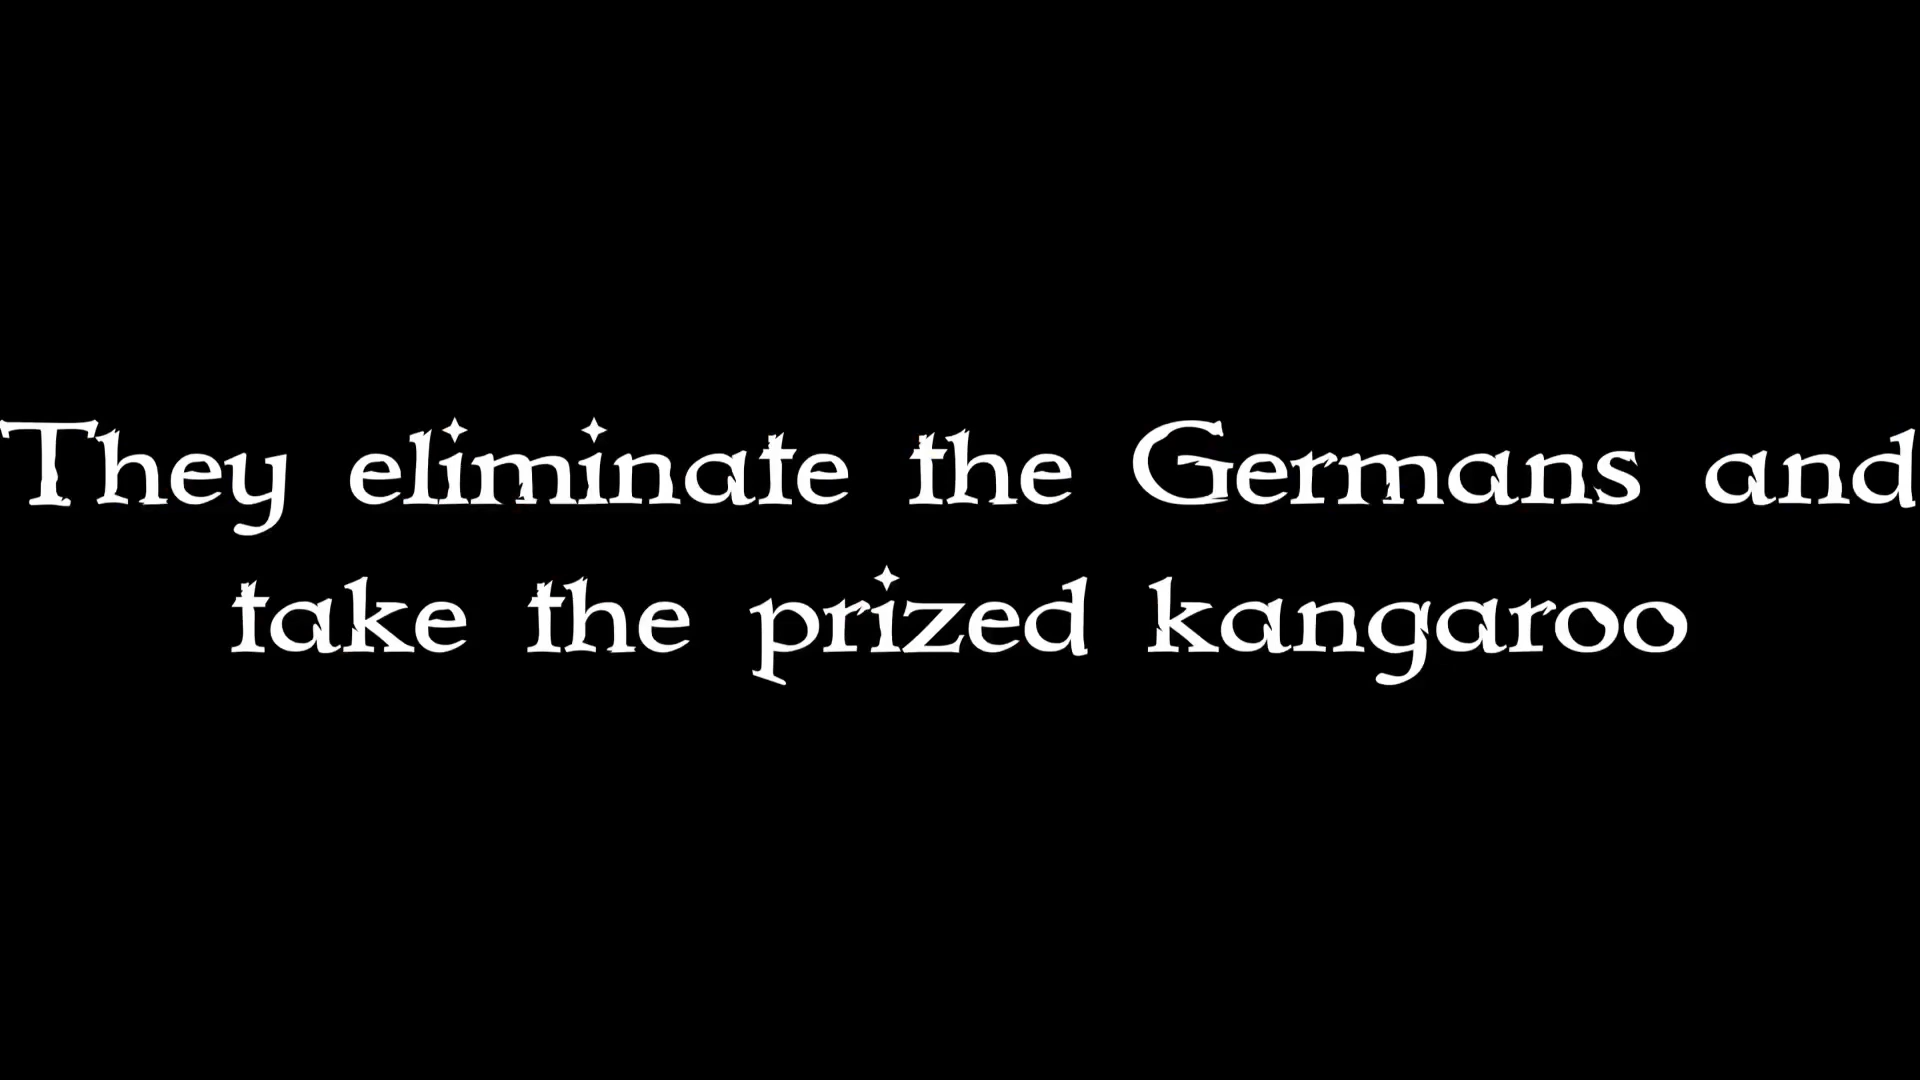 They eliminate the Germans and
take the prized kangaroo